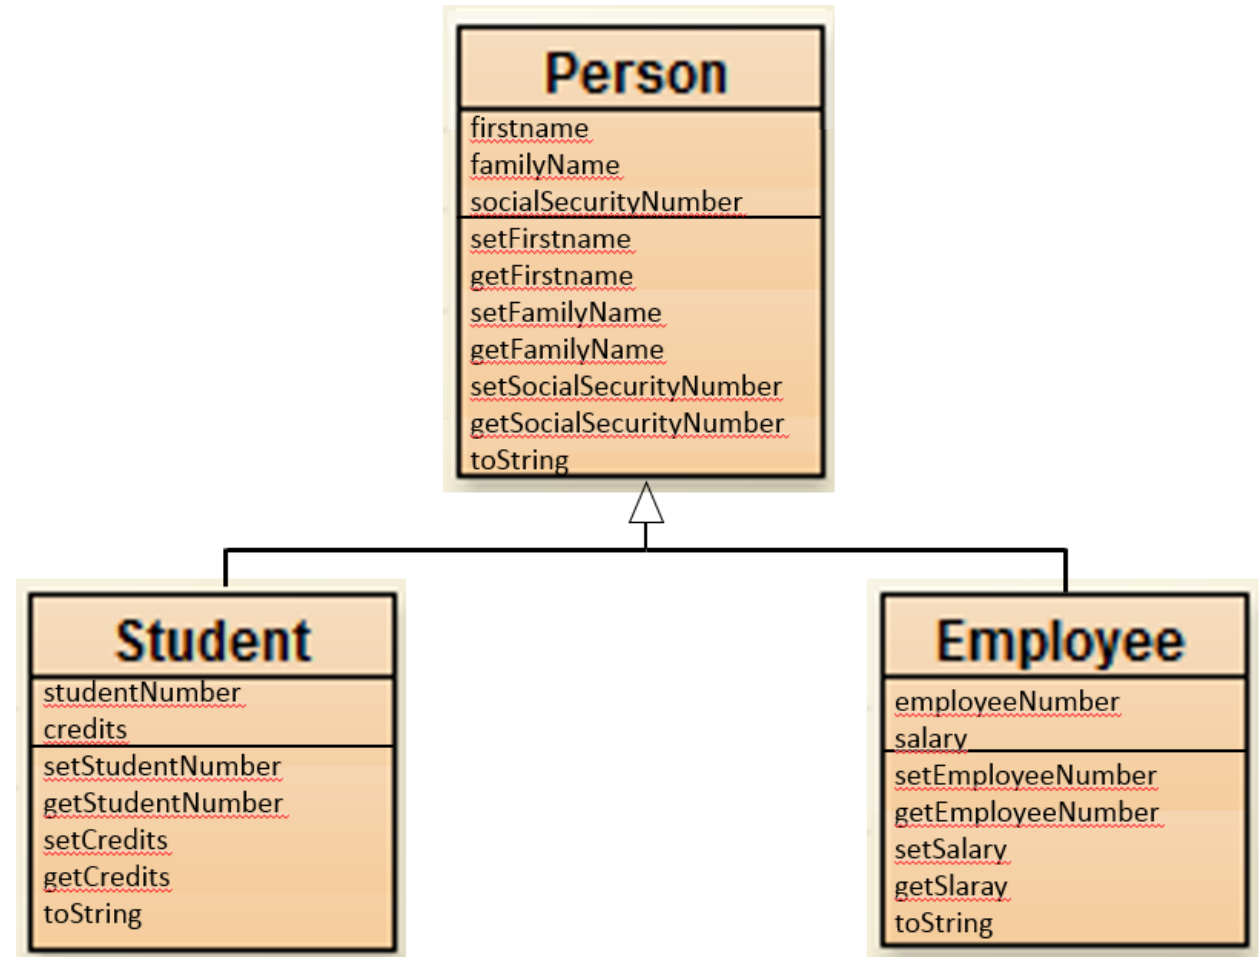 Person
firstname
familyName
socialSecurityNumber
setFirstname
getFirstname
setFamilyName
getFamilyName
setSocialSecurityNumber
getSocialSecurityNumber
toString
Student
studentNumber
credits
setStudentNumber
getStudentNumber
setCredits
getCredits
toString
Employee
employeeNumber
salary
setEmployeeNumber
getEmployeeNumber
setSalary
getSlaray
toString